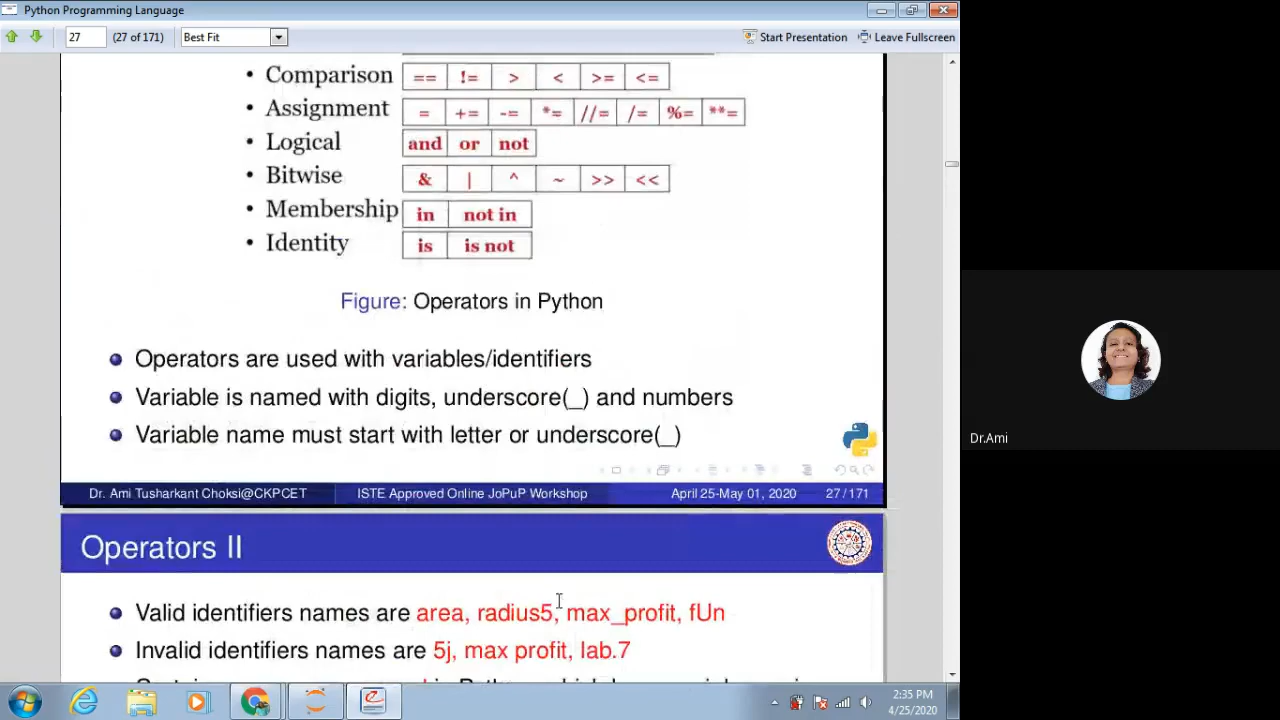 Python Programming Language
27 (27 of 171) Best Fit Start Presentation Leave Fullscreen
• Comparison == != > < >= <=
• Assignment = += -= *= //= /= %= **=
• Logical and or not
• Bitwise & | ^ ~ >> <<
• Membership in not in
• Identity is is not
Figure: Operators in Python
Operators are used with variables/identifiers
Variable is named with digits, underscore(_) and numbers
Variable name must start with letter or underscore(_)
Dr. Ami Tusharkant Choksi@CKPCET ISTE Approved Online JoPuP Workshop April 25-May 01, 2020 27/171
Operators II
Valid identifiers names are area, radius5, max_profit, fUn
Invalid identifiers names are 5j, max profit, lab.7
Dr.Ami
2:35 PM
4/25/2020